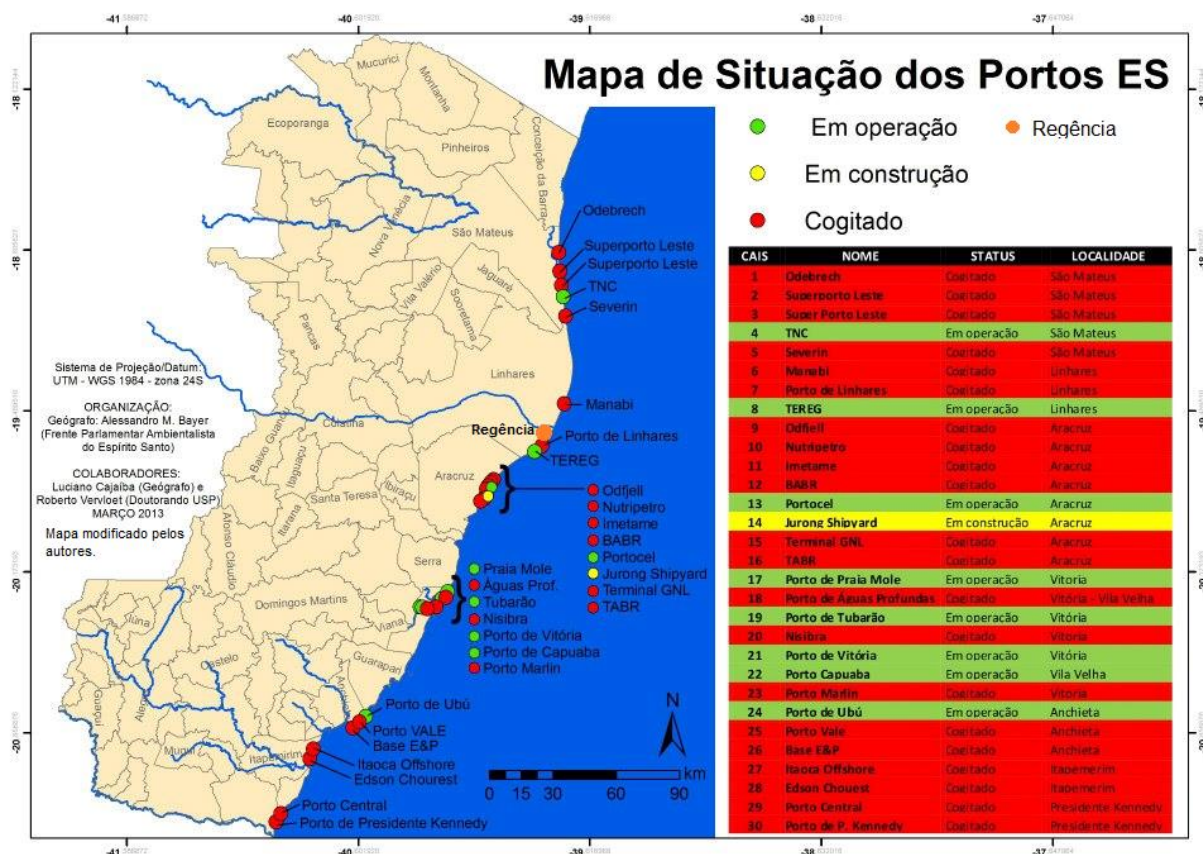 Mapa de Situação dos Portos ES
Em operação
Regência
Em construção
Cogitado
Mucurici
Montanha
Ecoporanga
Pinheiros
Conceição da Barra
Nova Venécia
São Mateus
Vila Valério
Jaguaré
Sooretama
Pancas
Linhares
Colatina
Baixo Guandu
Itaguaçu
Aracruz
Ibiraçu
Santa Teresa
Itarana
Afonso Cláudio
Serra
Domingos Martins
Viana
Iúna
Castelo
Guarapari
Guaçuí
Muqui
Itapemirim
Odebrech
Superporto Leste
Superporto Leste
TNC
Severin
Manabi
Regência
Porto de Linhares
TEREG
Odfjell
Nutripetro
Imetame
BABR
Portocel
Jurong Shipyard
Terminal GNL
TABR
Praia Mole
Águas Prof.
Tubarão
Nisibra
Porto de Vitória
Porto de Capuaba
Porto Marlin
Porto de Ubú
Porto VALE
Base E&P
Itaoca Offshore
Edson Chourest
Porto Central
Porto de Presidente Kennedy
Sistema de Projeção/Datum:
UTM - WGS 1984 - zona 24S
ORGANIZAÇÃO:
Geógrafo: Alessandro M. Bayer
(Frente Parlamentar Ambientalista
do Espírito Santo)
COLABORADORES:
Luciano Cajaíba (Geógrafo) e
Roberto Vervloet (Doutorando USP)
MARÇO 2013
Mapa modificado pelos
autores.
N
km
0 15 30 60 90
CAIS NOME STATUS LOCALIDADE
1 Odebrech Cogitado São Mateus
2 Superporto Leste Cogitado São Mateus
3 Super Porto Leste Cogitado São Mateus
4 TNC Em operação São Mateus
5 Severin Cogitado São Mateus
6 Manabi Cogitado Linhares
7 Porto de Linhares Cogitado Linhares
8 TEREG Em operação Linhares
9 Odfjell Cogitado Aracruz
10 Nutripetro Cogitado Aracruz
11 Imetame Cogitado Aracruz
12 BABR Cogitado Aracruz
13 Portocel Em operação Aracruz
14 Jurong Shipyard Em construção Aracruz
15 Terminal GNL Cogitado Aracruz
16 TABR Cogitado Aracruz
17 Porto de Praia Mole Em operação Vitoria
18 Porto de Águas Profundas Cogitado Vitória - Vila Velha
19 Porto de Tubarão Em operação Vitória
20 Nisibra Cogitado Vitória
21 Porto de Vitória Em operação Vitória
22 Porto Capuaba Em operação Vila Velha
23 Porto Marlin Cogitado Vitoria
24 Porto de Ubú Em operação Anchieta
25 Porto Vale Cogitado Anchieta
26 Base E&P Cogitado Anchieta
27 Itaoca Offshore Cogitado Itapemerim
28 Edson Chouest Cogitado Itapemerim
29 Porto Central Cogitado Presidente Kennedy
30 Porto de P. Kennedy Cogitado Presidente Kennedy